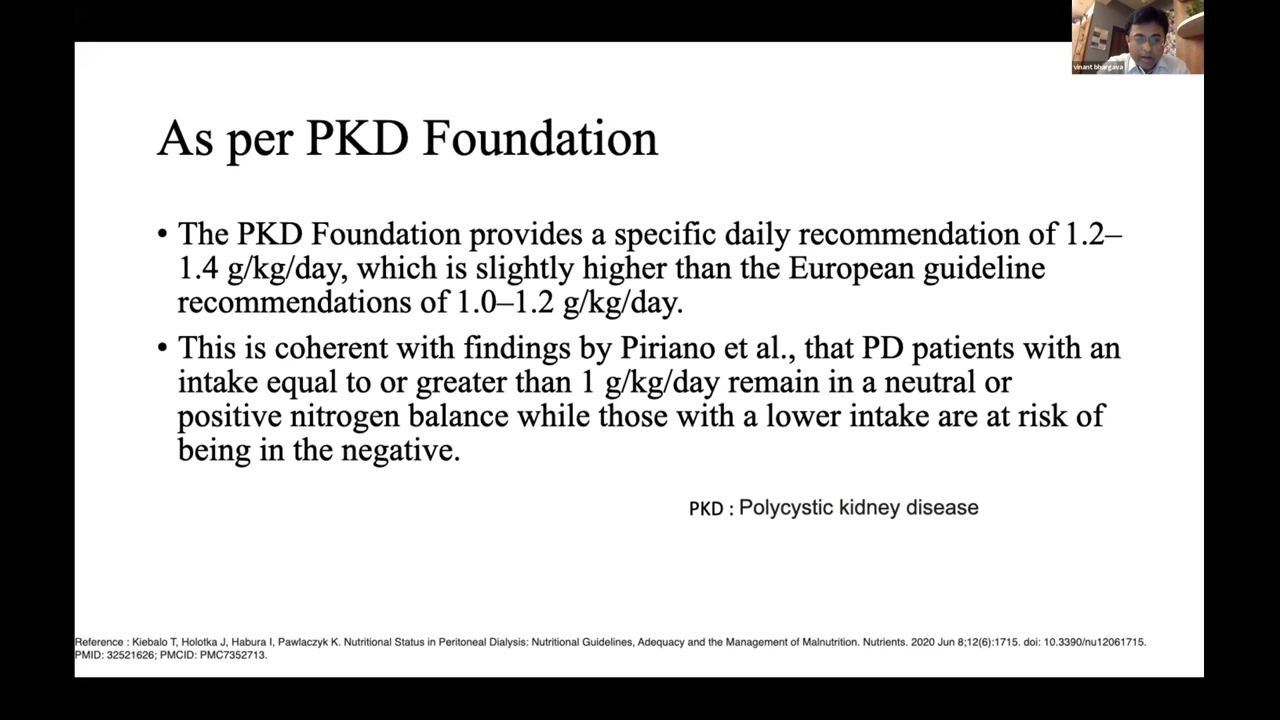 vinant bhargava
As per PKD Foundation
• The PKD Foundation provides a specific daily recommendation of 1.2–
1.4 g/kg/day, which is slightly higher than the European guideline
recommendations of 1.0–1.2 g/kg/day.
• This is coherent with findings by Piriano et al., that PD patients with an
intake equal to or greater than 1 g/kg/day remain in a neutral or
positive nitrogen balance while those with a lower intake are at risk of
being in the negative.
PKD : Polycystic kidney disease
Reference : Kiebalo T, Holotka J, Habura I, Pawlaczyk K. Nutritional Status in Peritoneal Dialysis: Nutritional Guidelines, Adequacy and the Management of Malnutrition. Nutrients. 2020 Jun 8;12(6):1715. doi: 10.3390/nu12061715.
PMID: 32521626; PMCID: PMC7352713.